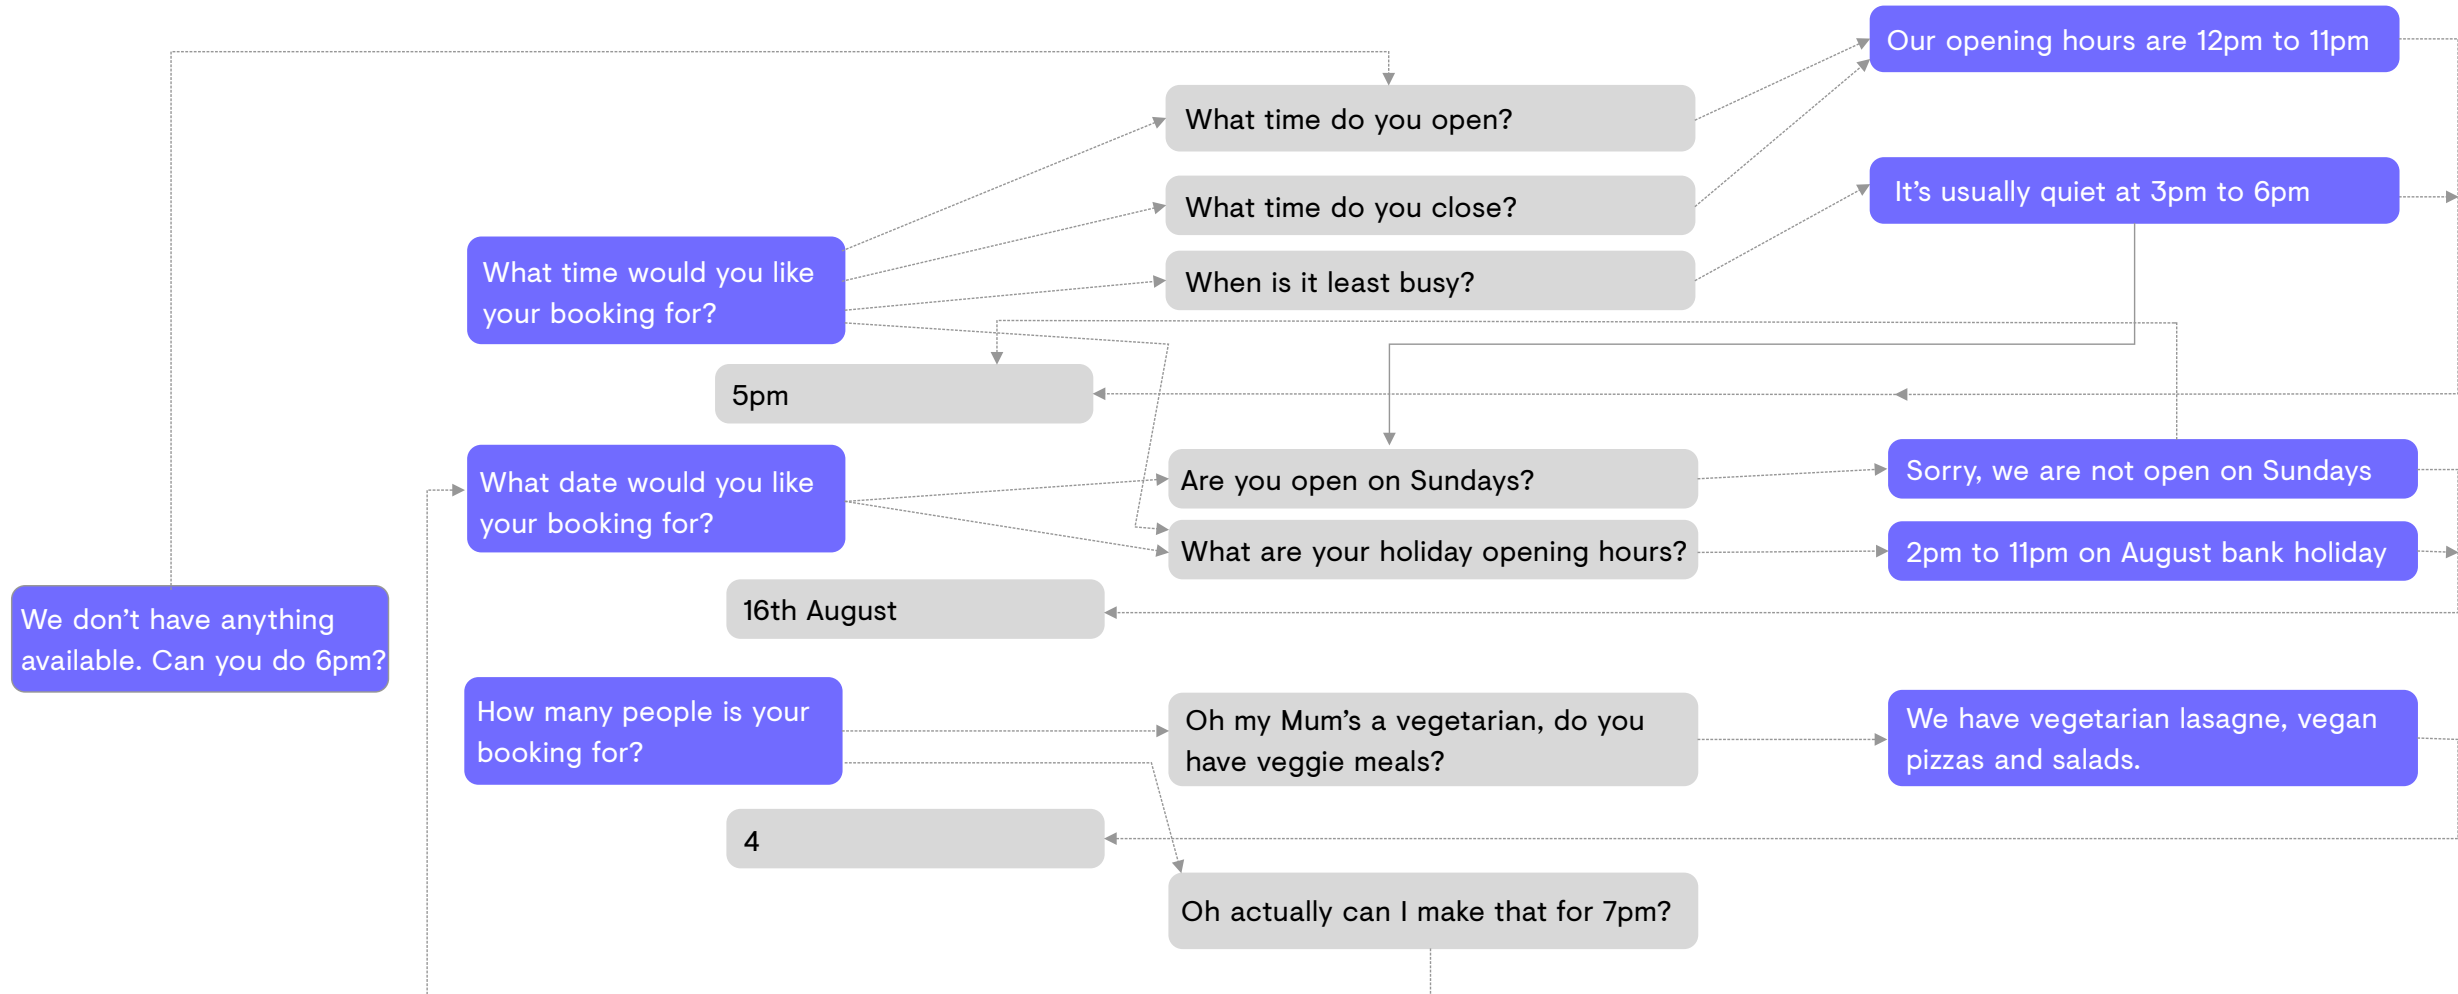 Our opening hours are 12pm to 11pm
What time do you open?
It’s usually quiet at 3pm to 6pm
What time do you close?
What time would you like
your booking for?
When is it least busy?
5pm
What date would you like
your booking for?
Are you open on Sundays?
Sorry, we are not open on Sundays
What are your holiday opening hours?
2pm to 11pm on August bank holiday
16th August
We don’t have anything
available. Can you do 6pm?
How many people is your
booking for?
Oh my Mum’s a vegetarian, do you
have veggie meals?
We have vegetarian lasagne, vegan
pizzas and salads.
4
Oh actually can I make that for 7pm?